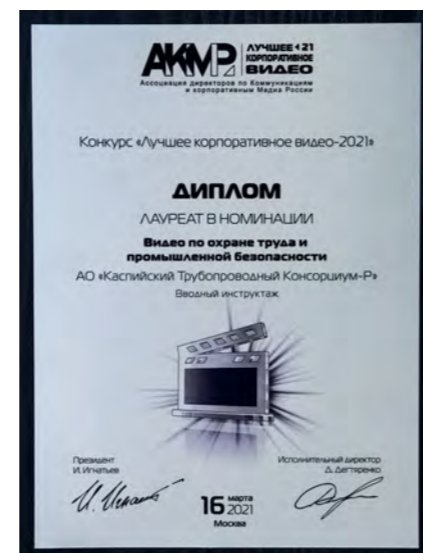 АКМР
ЛУЧШЕЕ 21
КОРПОРАТИВНОЕ
ВИДЕО
Ассоциация директоров по Коммуникациям
и корпоративным Медиа России
Конкурс «Лучшее корпоративное видео-2021»
ДИПЛОМ
ЛАУРЕАТ В НОМИНАЦИИ
Видео по охране труда и
промышленной безопасности
АО «Каспийский Трубопроводный Консорциум-Р»
Вводный инструктаж
Президент
И. Игнатьев
Исполнительный директор
Д. Дегтяренко
16 марта
2021
Москва